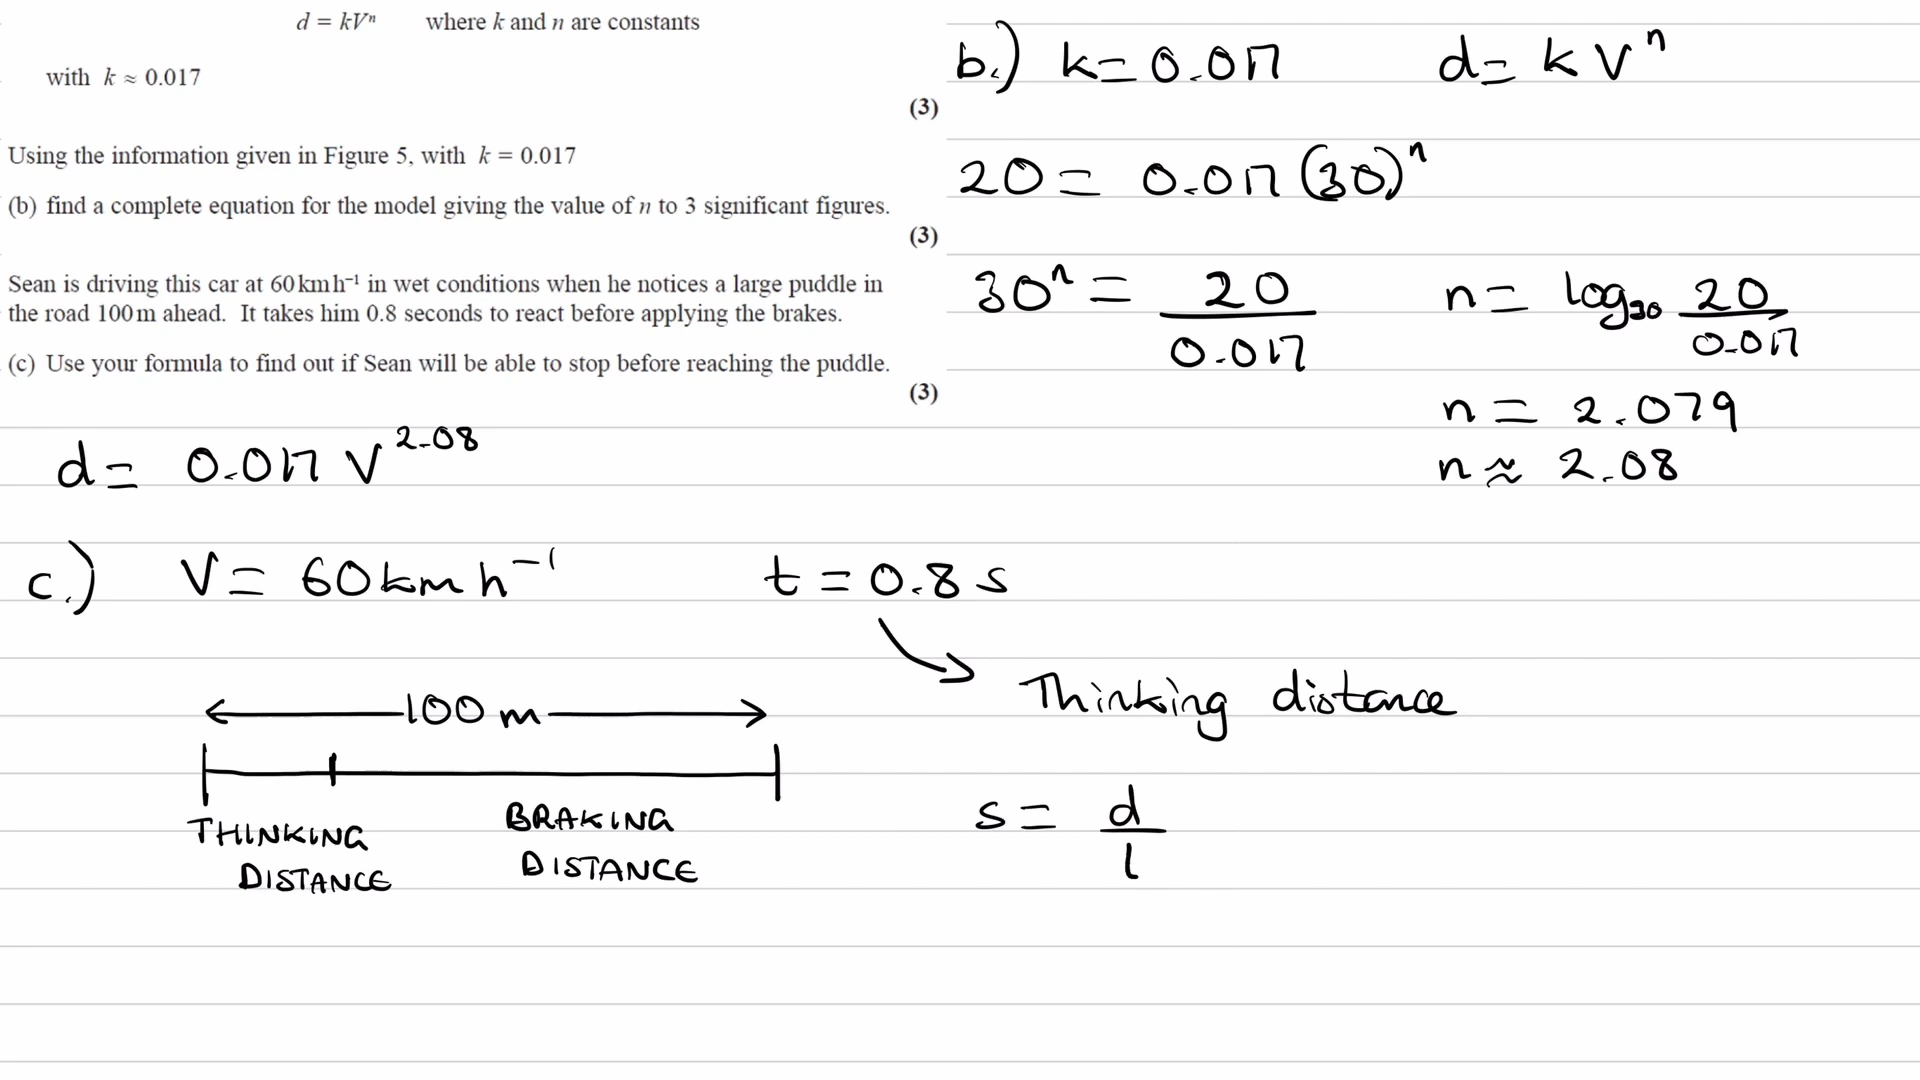 d = kVⁿ where k and n are constants
with k ≈ 0.017
(3)
Using the information given in Figure 5, with k = 0.017
(b) find a complete equation for the model giving the value of n to 3 significant figures.
(3)
Sean is driving this car at 60 km h⁻¹ in wet conditions when he notices a large puddle in
the road 100 m ahead. It takes him 0.8 seconds to react before applying the brakes.
(c) Use your formula to find out if Sean will be able to stop before reaching the puddle.
(3)
b.) k = 0.017 d = kVⁿ
20 = 0.017 (30)ⁿ
30ⁿ = 20/0.017 n = log₃₀ 20/0.017
n = 2.079
n ≈ 2.08
d = 0.017 V^2.08
c.) V = 60 km h⁻¹ t = 0.8 s
Thinking distance
100 m
THINKING DISTANCE
BRAKING DISTANCE
s = d/l